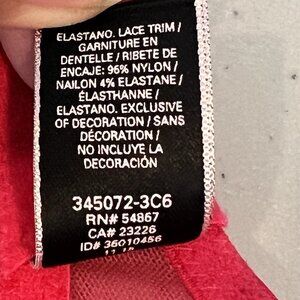 ELASTANO. LACE TRIM /
GARNITURE EN
DENTELLE / RIBETE DE
ENCAJE: 96% NYLON /
NAILON 4% ELASTANE /
ÉLASTHANNE /
ELASTANO. EXCLUSIVE
OF DECORATION / SANS
DÉCORATION /
NO INCLUYE LA
DECORACIÓN
345072-3C6
RN# 54867
CA# 23226
ID# 36010456